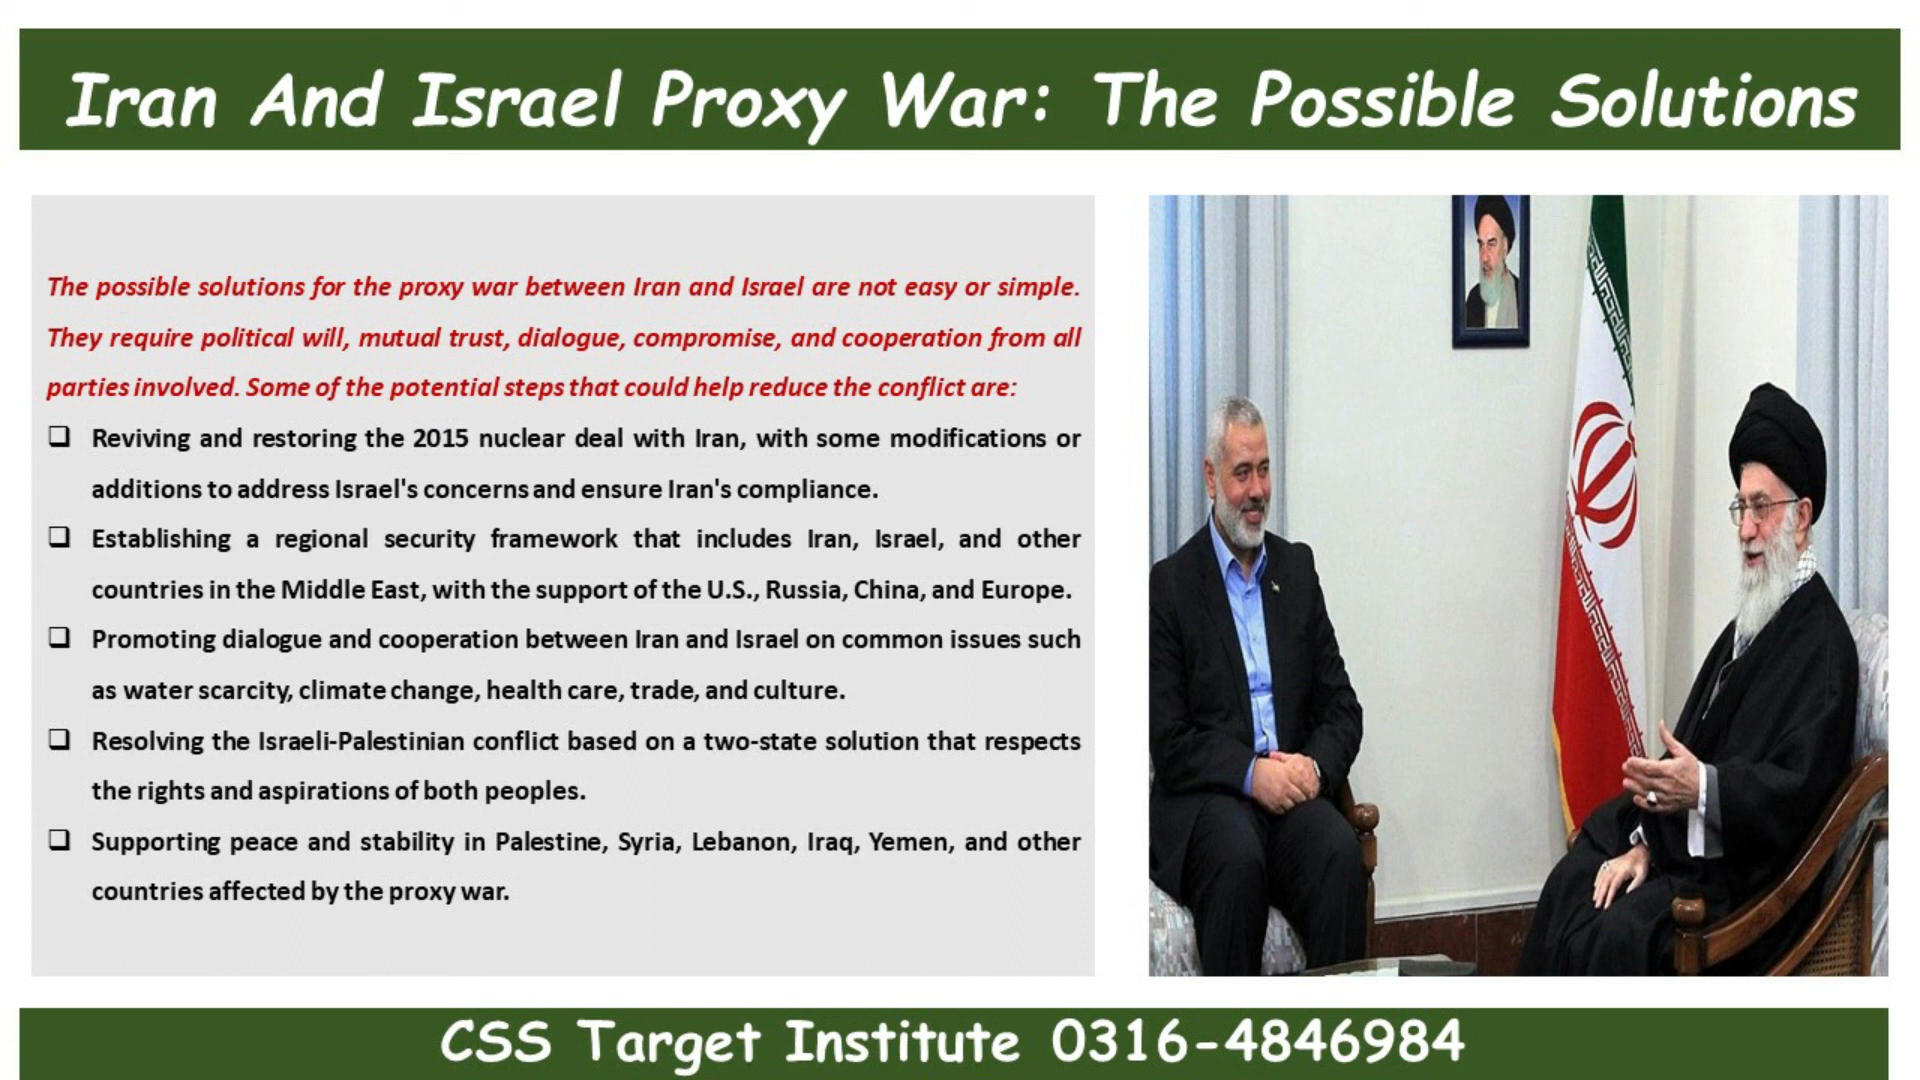 Iran And Israel Proxy War: The Possible Solutions
The possible solutions for the proxy war between Iran and Israel are not easy or simple.
They require political will, mutual trust, dialogue, compromise, and cooperation from all
parties involved. Some of the potential steps that could help reduce the conflict are:
❑ Reviving and restoring the 2015 nuclear deal with Iran, with some modifications or
additions to address Israel's concerns and ensure Iran's compliance.
❑ Establishing a regional security framework that includes Iran, Israel, and other
countries in the Middle East, with the support of the U.S., Russia, China, and Europe.
❑ Promoting dialogue and cooperation between Iran and Israel on common issues such
as water scarcity, climate change, health care, trade, and culture.
❑ Resolving the Israeli-Palestinian conflict based on a two-state solution that respects
the rights and aspirations of both peoples.
❑ Supporting peace and stability in Palestine, Syria, Lebanon, Iraq, Yemen, and other
countries affected by the proxy war.
CSS Target Institute 0316-4846984